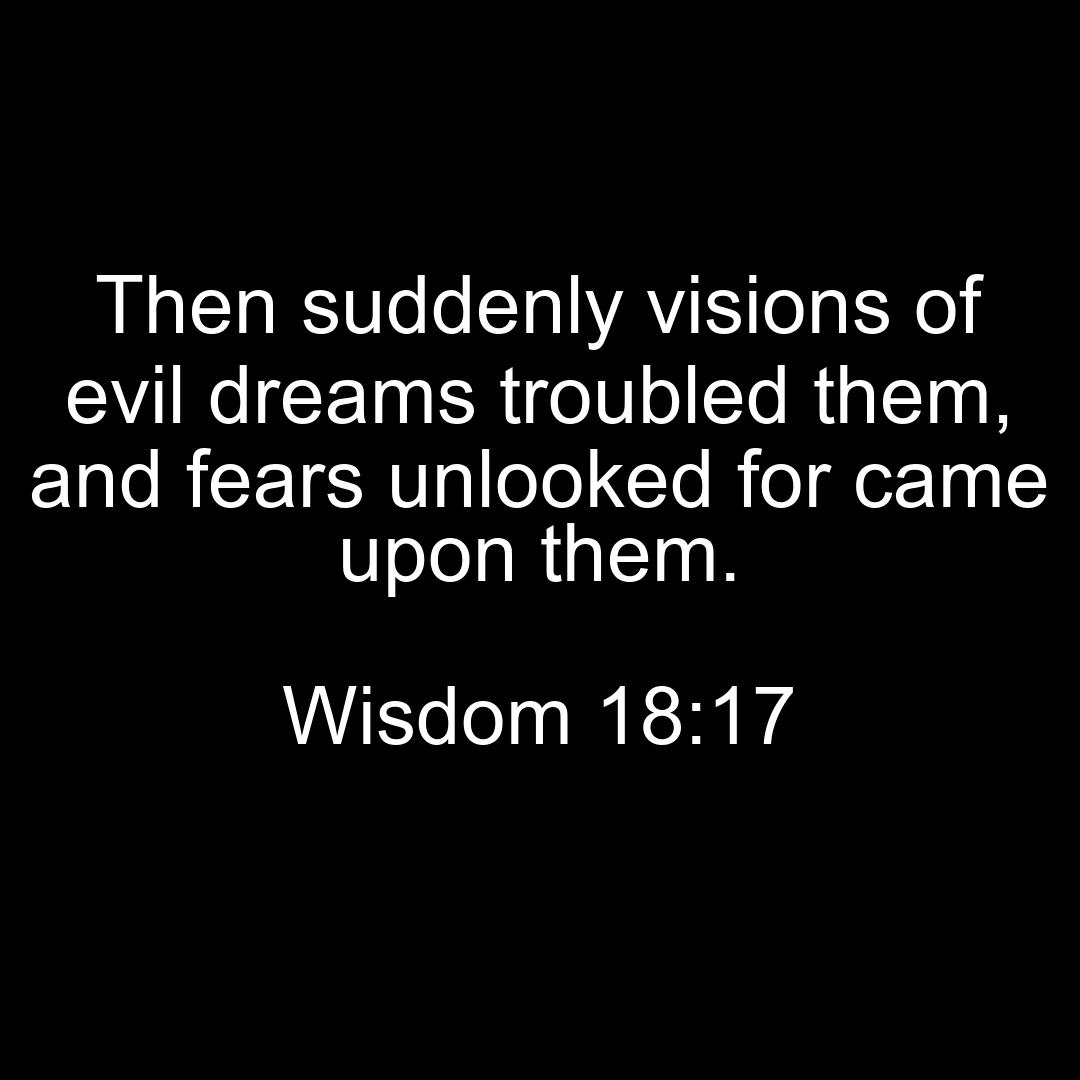 Then suddenly visions of
evil dreams troubled them,
and fears unlooked for came
upon them.
Wisdom 18:17